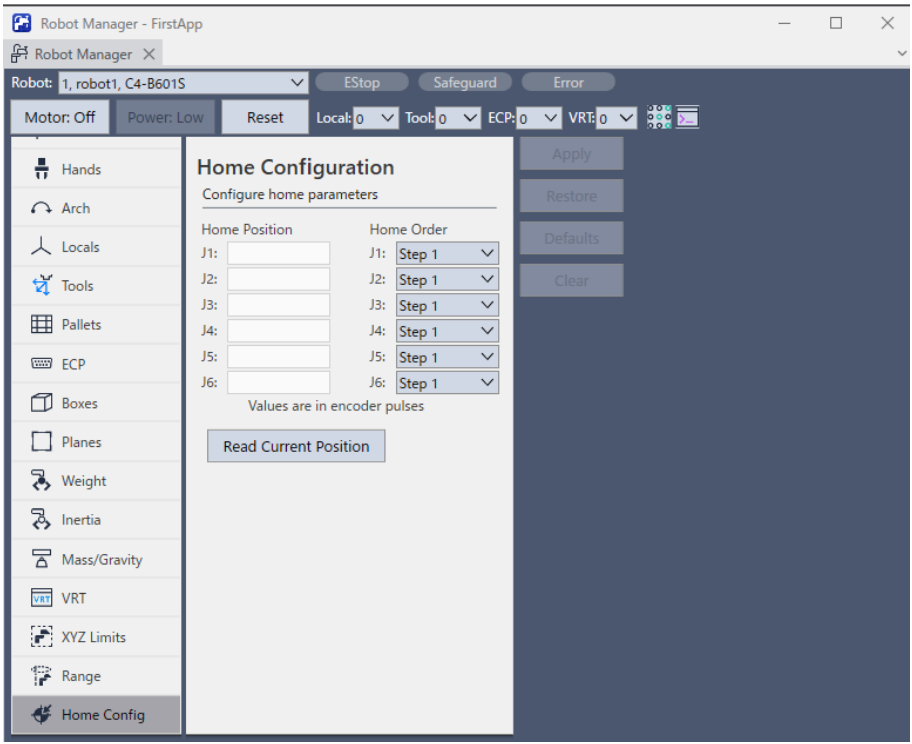 Robot Manager - FirstApp
Robot Manager
Robot: 1, robot1, C4-B601S EStop Safeguard Error
Motor: Off Power: Low Reset Local: 0 Tool: 0 ECP: 0 VRT: 0
Hands
Arch
Locals
Tools
Pallets
ECP
Boxes
Planes
Weight
Inertia
Mass/Gravity
VRT VRT
XYZ Limits
Range
Home Config
Home Configuration
Configure home parameters
Home Position Home Order
J1: J1: Step 1
J2: J2: Step 1
J3: J3: Step 1
J4: J4: Step 1
J5: J5: Step 1
J6: J6: Step 1
Values are in encoder pulses
Read Current Position
Apply
Restore
Defaults
Clear